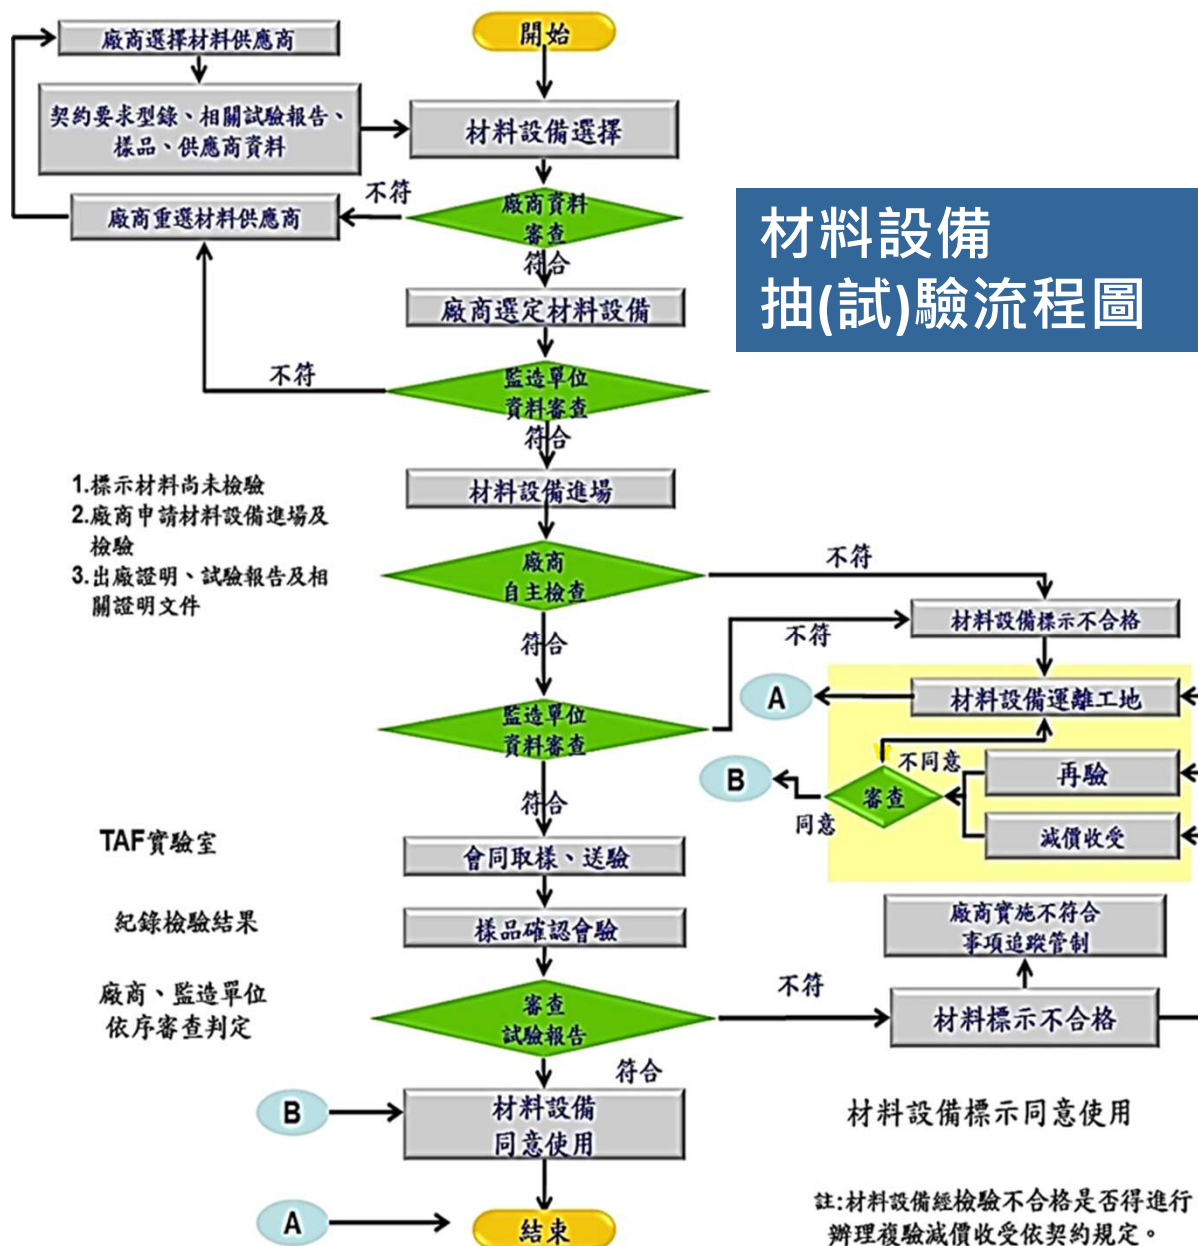 開始
廠商選擇材料供應商
契約要求型錄、相關試驗報告、
樣品、供應商資料
材料設備選擇
不符
廠商資料
審查
廠商重選材料供應商
符合
材料設備
抽(試)驗流程圖
廠商選定材料設備
不符
監造單位
資料審查
符合
材料設備進場
1.標示材料尚未檢驗
2.廠商申請材料設備進場及
檢驗
3.出廠證明、試驗報告及相
關證明文件
廠商
自主檢查
不符
材料設備標示不合格
符合
不符
材料設備運離工地
A
監造單位
資料審查
不同意
再驗
B
審查
同意
減價收受
符合
TAF實驗室
會同取樣、送驗
紀錄檢驗結果
樣品確認會驗
廠商實施不符合
事項追蹤管制
廠商、監造單位
依序審查判定
審查
試驗報告
不符
材料標示不合格
符合
B
材料設備
同意使用
材料設備標示同意使用
A
結束
註:材料設備經檢驗不合格是否得進行
辦理複驗減價收受依契約規定。